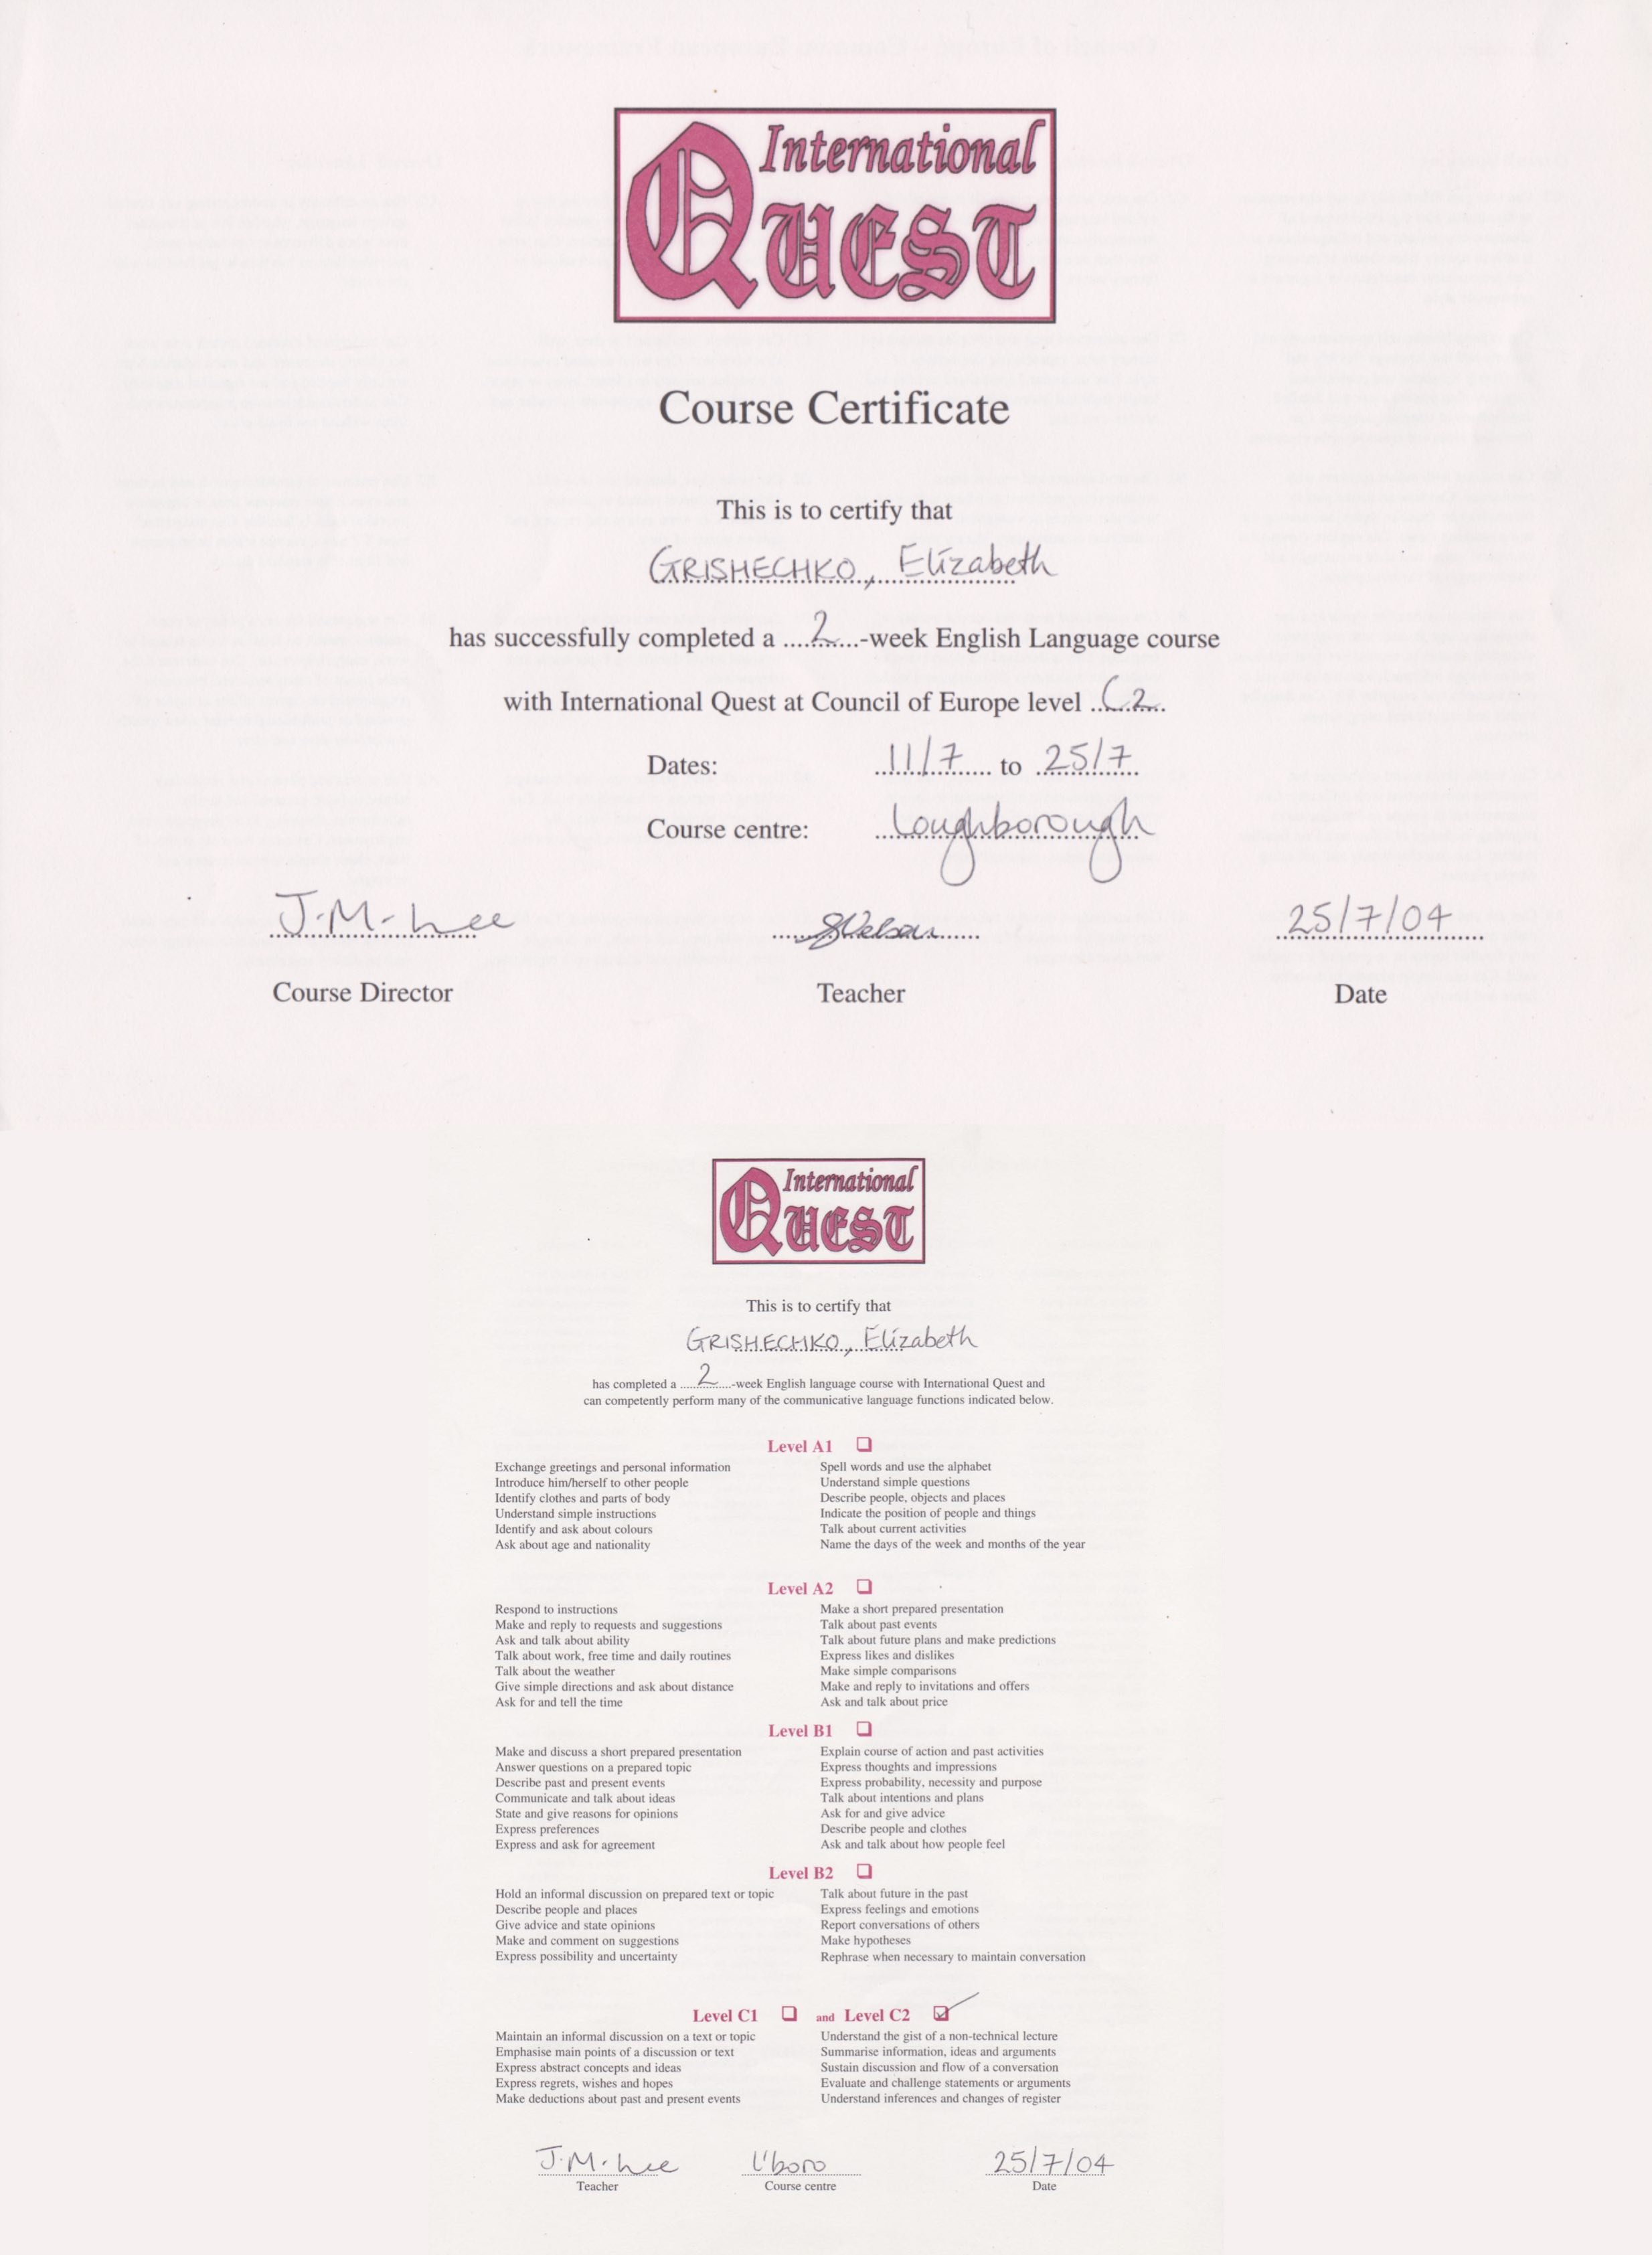 International
QUEST
Course Certificate
This is to certify that
GRISHECHKO, Elizabeth
has successfully completed a ....2....-week English Language course
with International Quest at Council of Europe level ..C2..
Dates: 11/7 to 25/7
Course centre: Loughborough
J.M. Lee 25/7/04
Course Director Teacher Date
International
QUEST
This is to certify that
GRISHECHKO, Elizabeth
has completed a ....2....-week English language course with International Quest and
can competently perform many of the communicative language functions indicated below.
Level A1 ❑
Exchange greetings and personal information
Introduce him/herself to other people
Identify clothes and parts of body
Understand simple instructions
Identify and ask about colours
Ask about age and nationality
Spell words and use the alphabet
Understand simple questions
Describe people, objects and places
Indicate the position of people and things
Talk about current activities
Name the days of the week and months of the year
Level A2 ❑
Respond to instructions
Make and reply to requests and suggestions
Ask and talk about ability
Talk about work, free time and daily routines
Talk about the weather
Give simple directions and ask about distance
Ask for and tell the time
Make a short prepared presentation
Talk about past events
Talk about future plans and make predictions
Express likes and dislikes
Make simple comparisons
Make and reply to invitations and offers
Ask and talk about price
Level B1 ❑
Make and discuss a short prepared presentation
Answer questions on a prepared topic
Describe past and present events
Communicate and talk about ideas
State and give reasons for opinions
Express preferences
Express and ask for agreement
Explain course of action and past activities
Express thoughts and impressions
Express probability, necessity and purpose
Talk about intentions and plans
Ask for and give advice
Describe people and clothes
Ask and talk about how people feel
Level B2 ❑
Hold an informal discussion on prepared text or topic
Describe people and places
Give advice and state opinions
Make and comment on suggestions
Express possibility and uncertainty
Talk about future in the past
Express feelings and emotions
Report conversations of others
Make hypotheses
Rephrase when necessary to maintain conversation
Level C1 ❑ and Level C2 ☑
Maintain an informal discussion on a text or topic
Emphasise main points of a discussion or text
Express abstract concepts and ideas
Express regrets, wishes and hopes
Make deductions about past and present events
Understand the gist of a non-technical lecture
Summarise information, ideas and arguments
Sustain discussion and flow of a conversation
Evaluate and challenge statements or arguments
Understand inferences and changes of register
J.M. Lee L'boro 25/7/04
Teacher Course centre Date